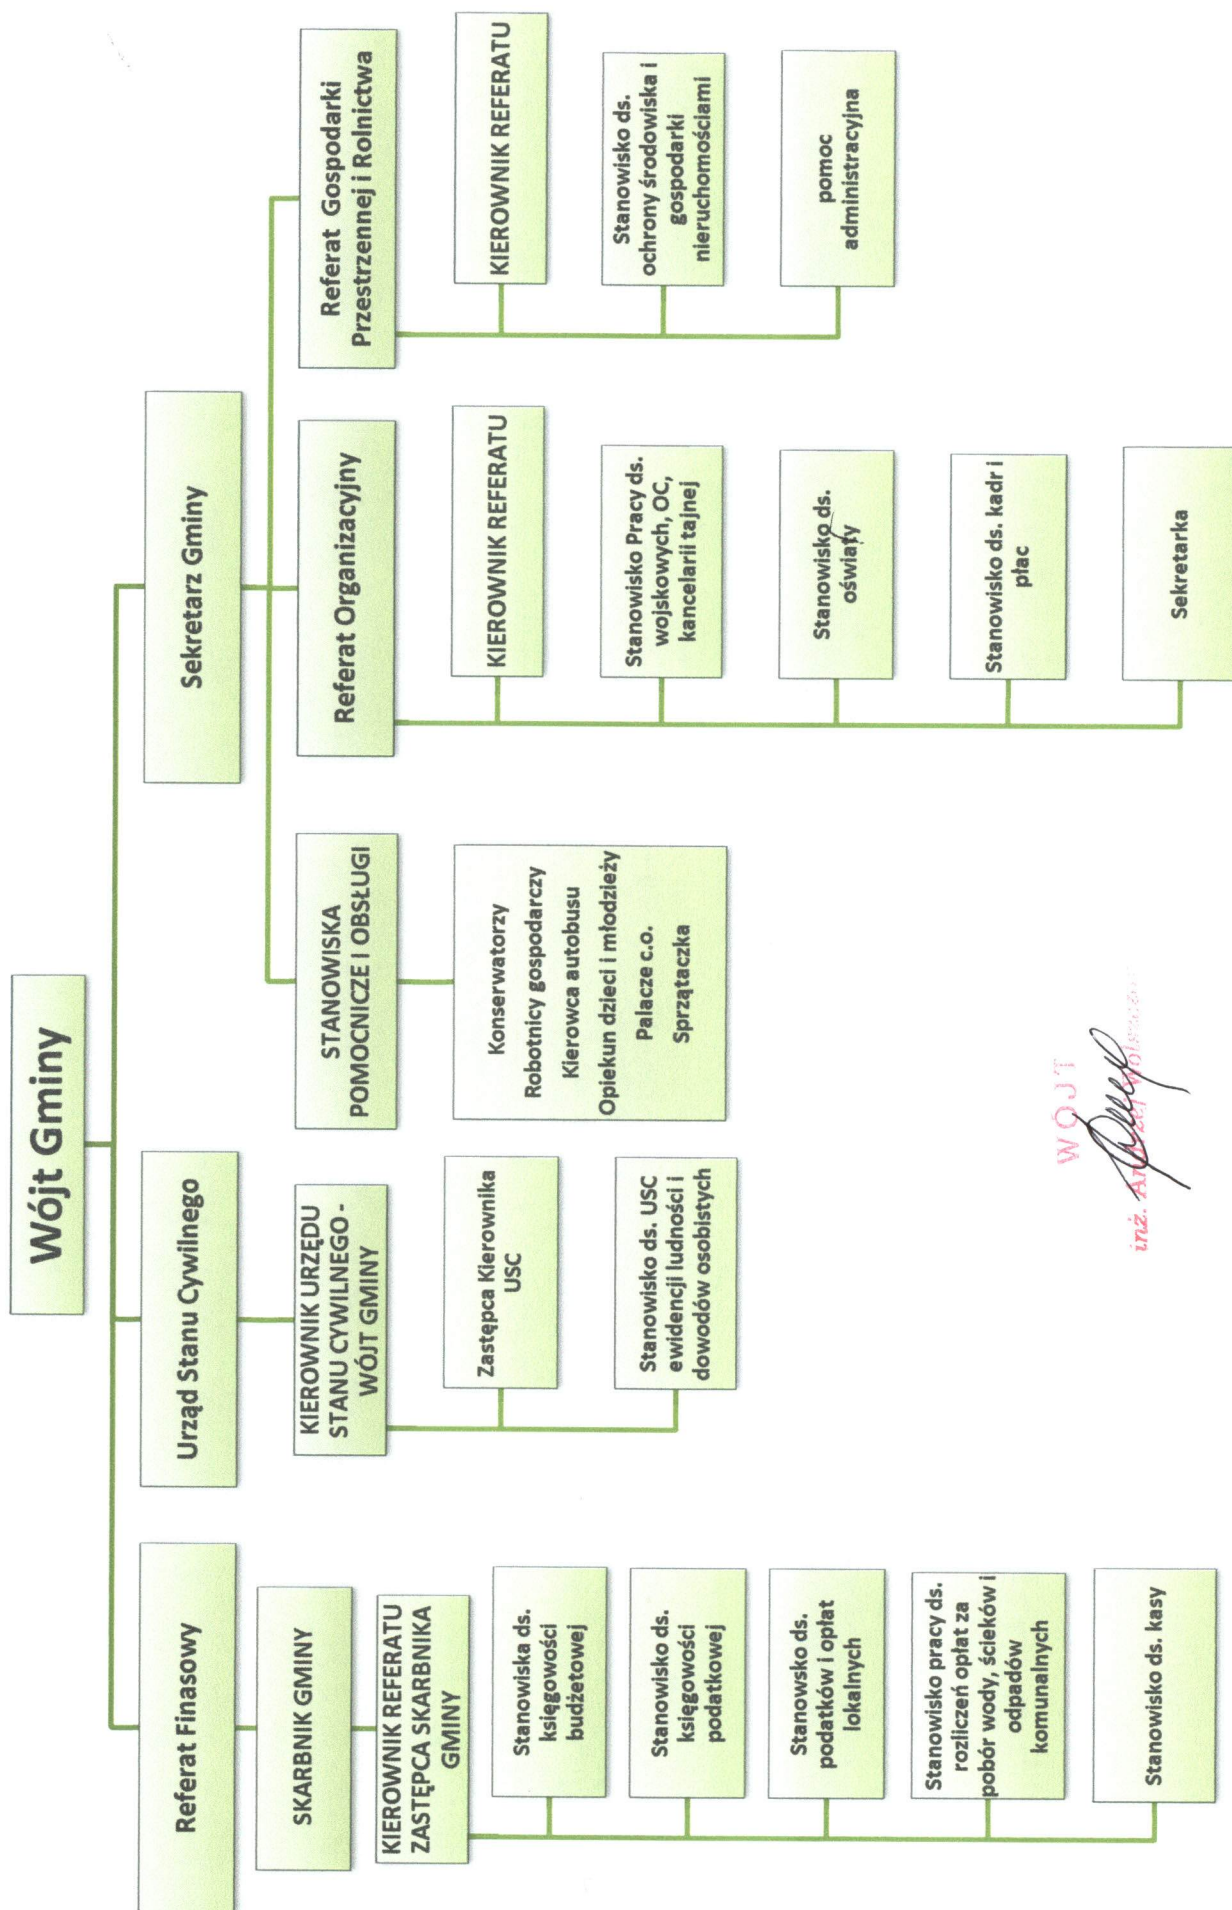 Wójt Gminy
Referat Finasowy
SKARBNIK GMINY
KIEROWNIK REFERATU
ZASTĘPCA SKARBNIKA
GMINY
Stanowiska ds.
księgowości
budżetowej
Stanowisko ds.
księgowości
podatkowej
Stanowsko ds.
podatków i opłat
lokalnych
Stanowisko pracy ds.
rozliczeń opłat za
pobór wody, ścieków i
odpadów
komunalnych
Stanowisko ds. kasy
Urząd Stanu Cywilnego
KIEROWNIK URZĘDU
STANU CYWILNEGO -
WÓJT GMINY
Zastępca Kierownika
USC
Stanowisko ds. USC
ewidencji ludności i
dowodów osobistych
Sekretarz Gminy
STANOWISKA
POMOCNICZE I OBSŁUGI
Konserwatorzy
Robotnicy gospodarczy
Kierowca autobusu
Opiekun dzieci i młodzieży
Palacze c.o.
Sprzątaczka
Referat Organizacyjny
KIEROWNIK REFERATU
Stanowisko Pracy ds.
wojskowych, OC,
kancelarii tajnej
Stanowisko ds.
oświaty
Stanowisko ds. kadr i
płac
Sekretarka
Referat Gospodarki
Przestrzennej i Rolnictwa
KIEROWNIK REFERATU
Stanowisko ds.
ochrony środowiska i
gospodarki
nieruchomościami
pomoc
administracyjna
WÓJT
inż. Andrzej